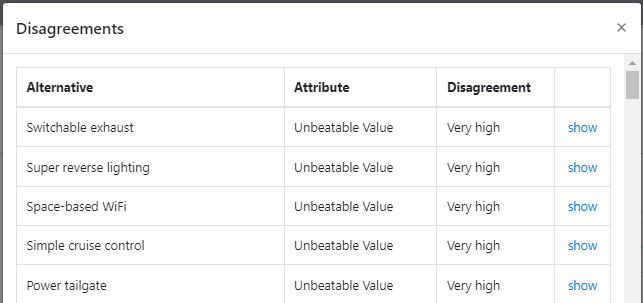 Disagreements ×
Alternative Attribute Disagreement
Switchable exhaust Unbeatable Value Very high show
Super reverse lighting Unbeatable Value Very high show
Space-based WiFi Unbeatable Value Very high show
Simple cruise control Unbeatable Value Very high show
Power tailgate Unbeatable Value Very high show